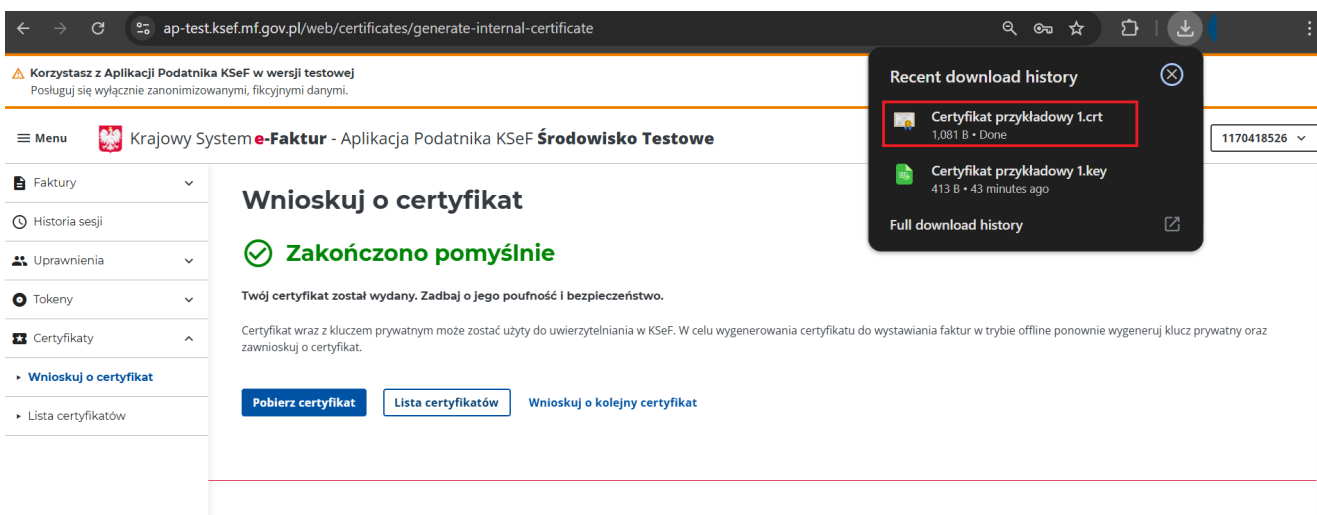 ap-test.ksef.mf.gov.pl/web/certificates/generate-internal-certificate
Korzystasz z Aplikacji Podatnika KSeF w wersji testowej
Posługuj się wyłącznie zanonimizowanymi, fikcyjnymi danymi.
Recent download history
Certyfikat przykładowy 1.crt
1,081 B • Done
Certyfikat przykładowy 1.key
413 B • 43 minutes ago
Full download history
Menu
Krajowy System e-Faktur - Aplikacja Podatnika KSeF Środowisko Testowe
1170418526
Faktury
Historia sesji
Uprawnienia
Tokeny
Certyfikaty
Wnioskuj o certyfikat
Lista certyfikatów
Wnioskuj o certyfikat
Zakończono pomyślnie
Twój certyfikat został wydany. Zadbaj o jego poufność i bezpieczeństwo.
Certyfikat wraz z kluczem prywatnym może zostać użyty do uwierzytelniania w KSeF. W celu wygenerowania certyfikatu do wystawiania faktur w trybie offline ponownie wygeneruj klucz prywatny oraz
zawnioskuj o certyfikat.
Pobierz certyfikat
Lista certyfikatów
Wnioskuj o kolejny certyfikat